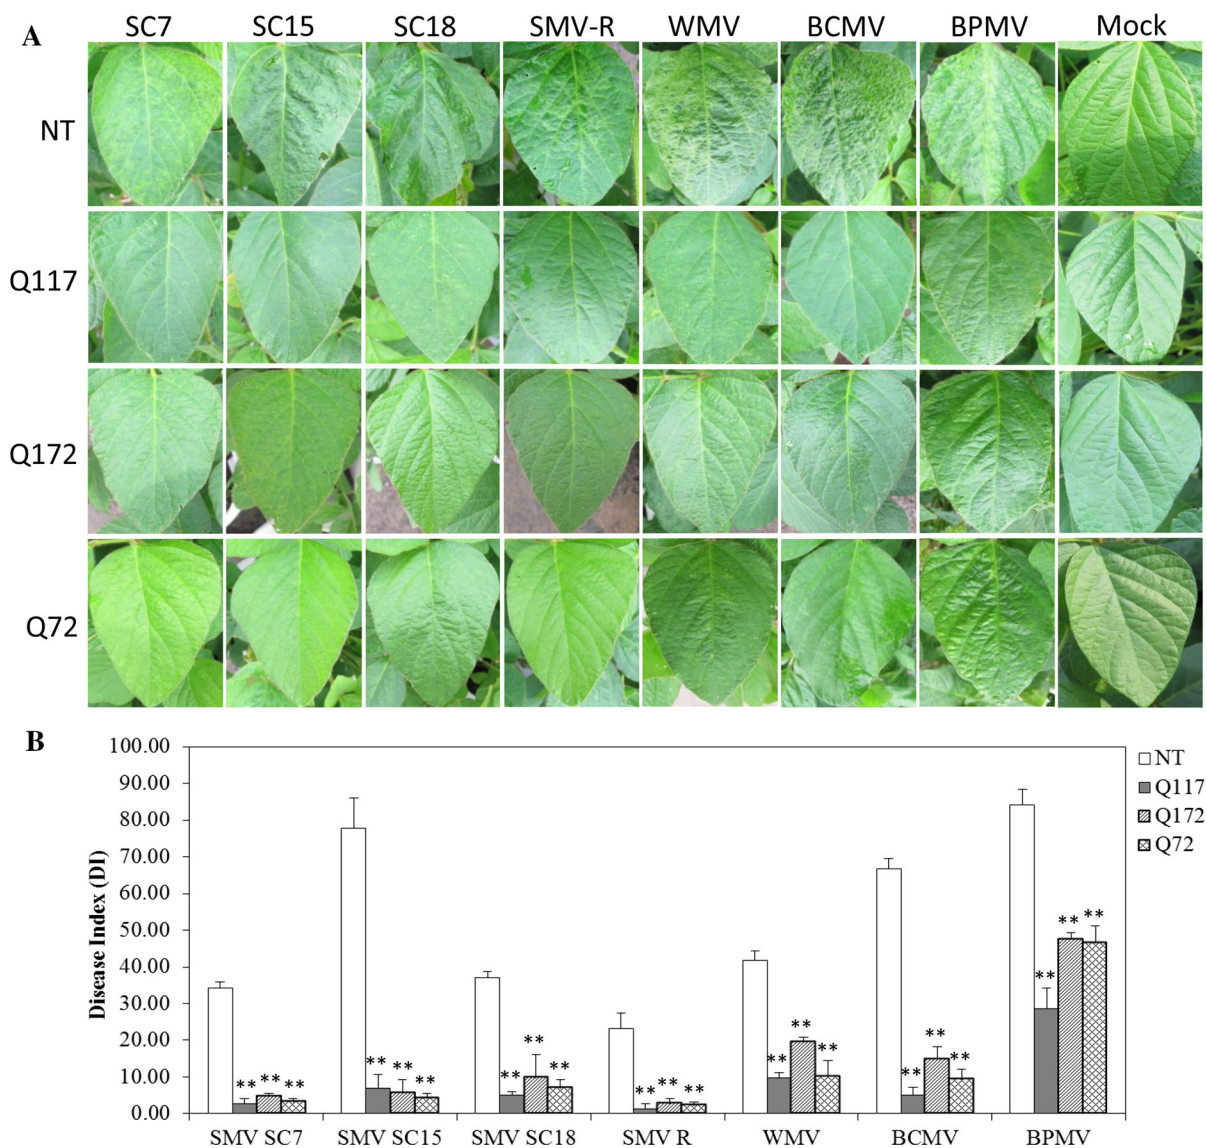 A
SC7 SC15 SC18 SMV-R WMV BCMV BPMV Mock
NT
Q117
Q172
Q72
B
100.00
90.00
80.00
70.00
60.00
50.00
40.00
30.00
20.00
10.00
0.00
Disease Index (DI)
** ** **
** ** **
** ** **
** ** **
** ** **
** ** **
** ** **
SMV SC7 SMV SC15 SMV SC18 SMV R WMV BCMV BPMV
NT
Q117
Q172
Q72